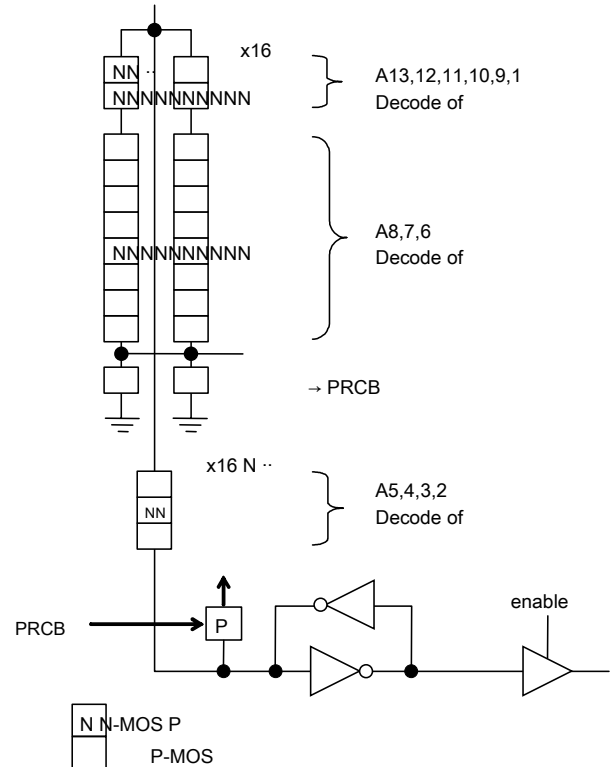 x16
NN ··
NNNNNNNNNN
A13,12,11,10,9,1
Decode of
NNNNNNNNNN
A8,7,6
Decode of
→ PRCB
x16 N ··
NN
A5,4,3,2
Decode of
enable
PRCB
P
N N-MOS P
P-MOS